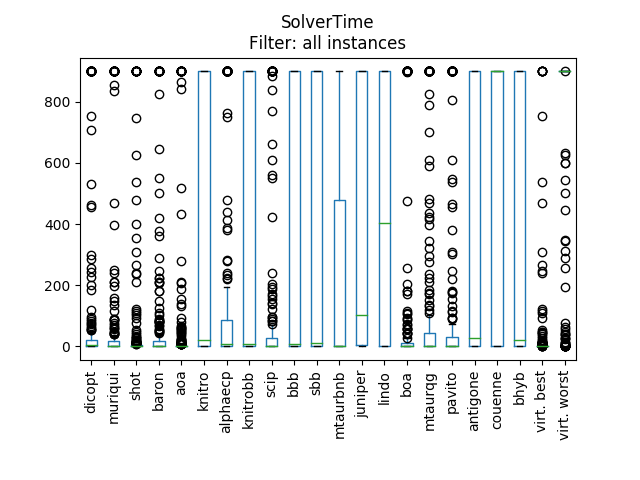 SolverTime
Filter: all instances
800
600
400
200
0
dicopt
muriqui
shot
baron
aoa
knitro
alphaecp
knitrobb
scip
bbb
sbb
mtaurbnb
juniper
lindo
boa
mtaurqg
pavito
antigone
couenne
bhyb
virt. best
virt. worst